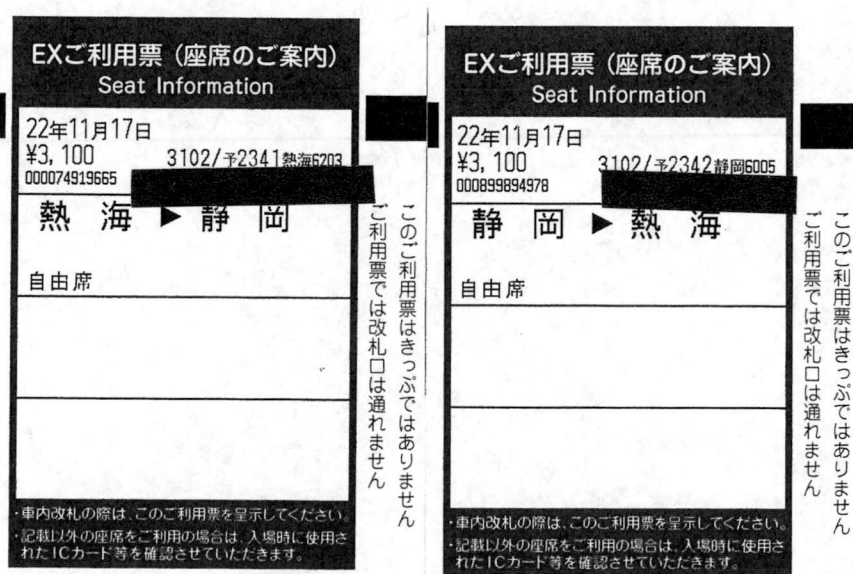 EXご利用票（座席のご案内）
Seat Information
22年11月17日
¥3,100 3102/予2341熱海6203
000074919665
熱 海 ▶ 静 岡
自由席
・車内改札の際は、このご利用票を呈示してください。
・記載以外の座席をご利用の場合は、入場時に使用さ
れたICカード等を確認させていただきます。
このご利用票はきっぷではありません
ご利用票では改札口は通れません
EXご利用票（座席のご案内）
Seat Information
22年11月17日
¥3,100 3102/予2342静岡6005
000899894978
静 岡 ▶ 熱 海
自由席
・車内改札の際は、このご利用票を呈示してください。
・記載以外の座席をご利用の場合は、入場時に使用さ
れたICカード等を確認させていただきます。
このご利用票はきっぷではありません
ご利用票では改札口は通れません